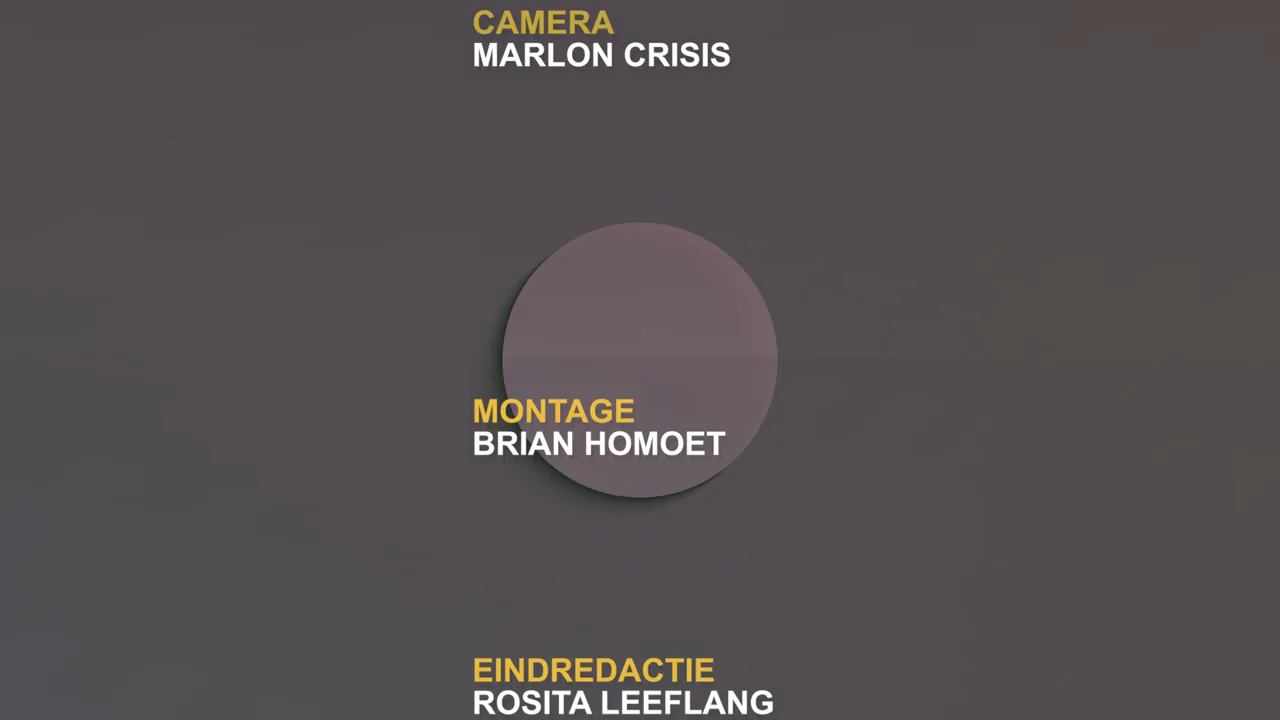 CAMERA
MARLON CRISIS
MONTAGE
BRIAN HOMOET
EINDREDACTIE
ROSITA LEEFLANG